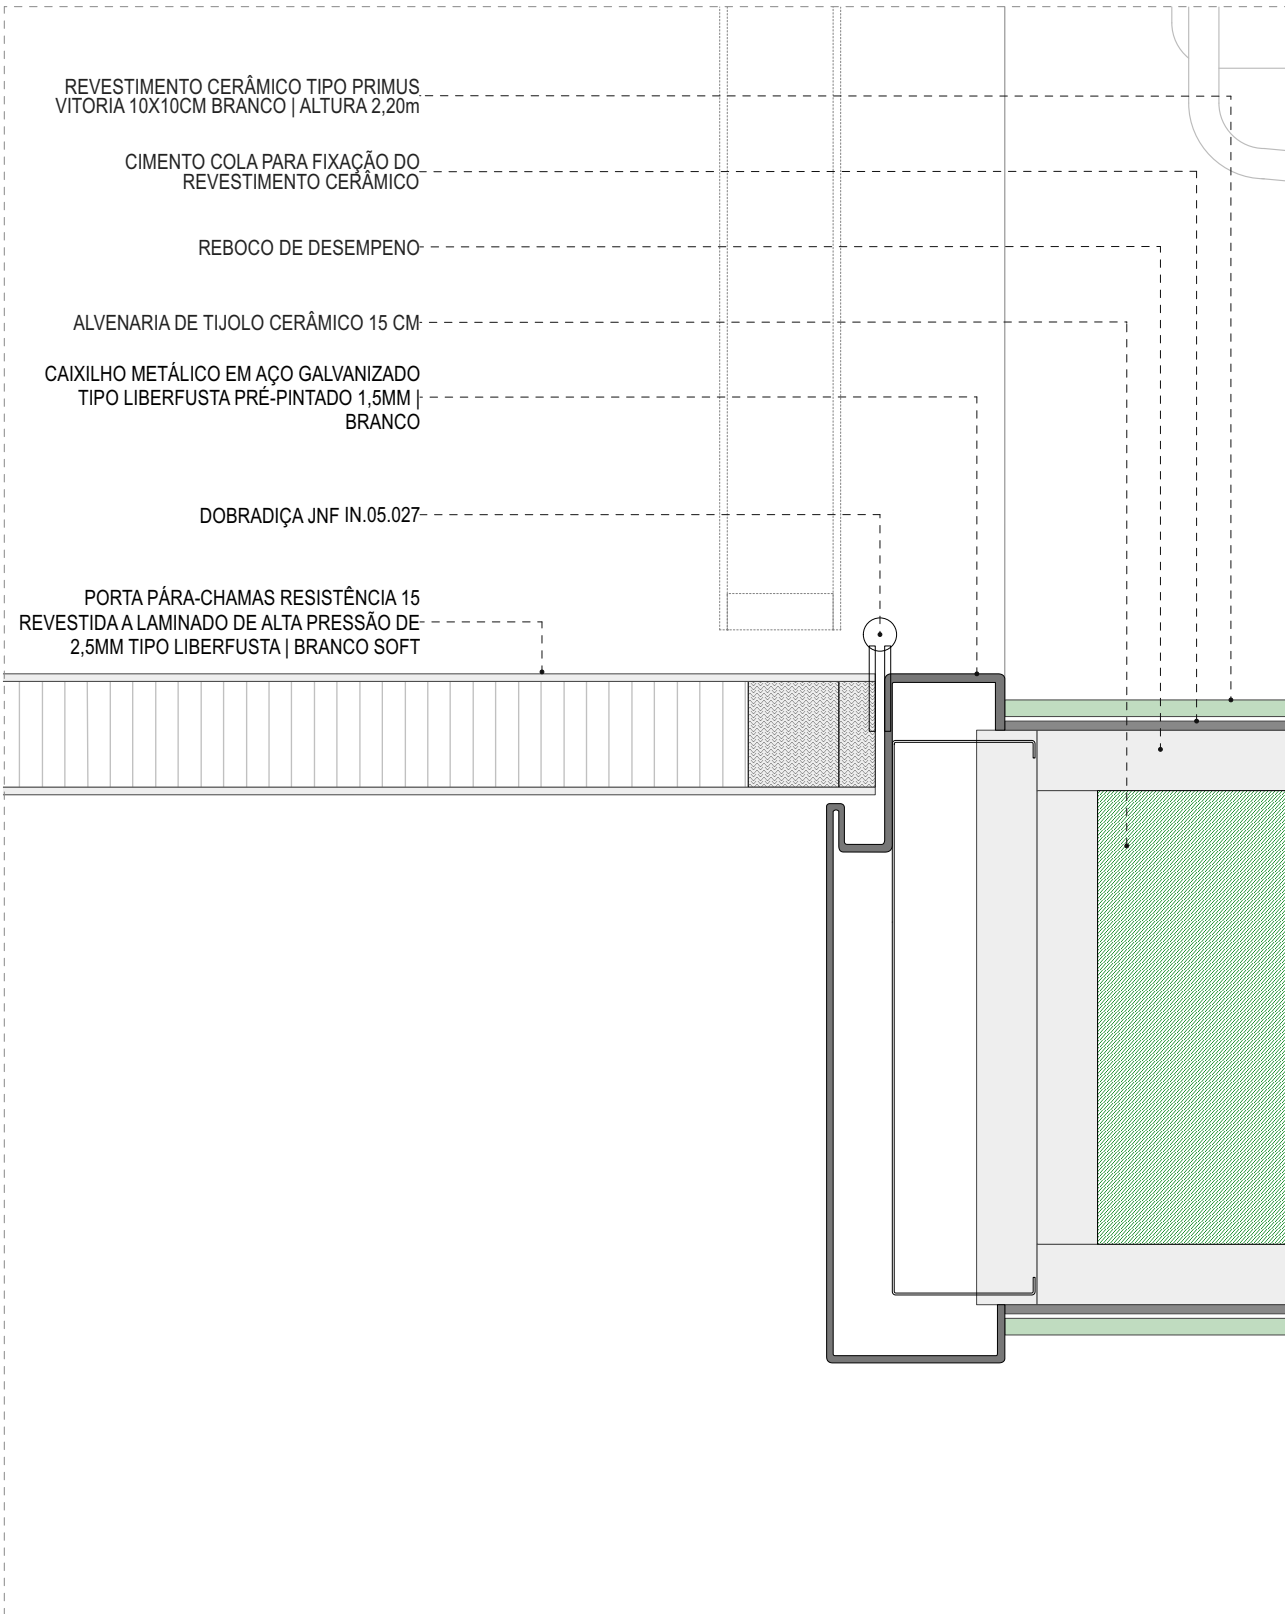 REVESTIMENTO CERÂMICO TIPO PRIMUS
VITORIA 10X10CM BRANCO | ALTURA 2,20m
CIMENTO COLA PARA FIXAÇÃO DO
REVESTIMENTO CERÂMICO
REBOCO DE DESEMPENO
ALVENARIA DE TIJOLO CERÂMICO 15 CM
CAIXILHO METÁLICO EM AÇO GALVANIZADO
TIPO LIBERFUSTA PRÉ-PINTADO 1,5MM |
BRANCO
DOBRADIÇA JNF IN.05.027
PORTA PÁRA-CHAMAS RESISTÊNCIA 15
REVESTIDA A LAMINADO DE ALTA PRESSÃO DE
2,5MM TIPO LIBERFUSTA | BRANCO SOFT